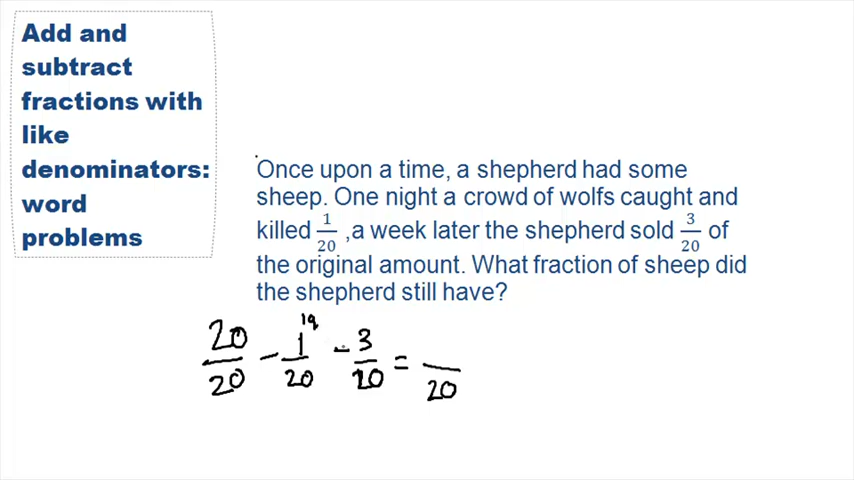 Add and
subtract
fractions with
like
denominators:
word
problems
Once upon a time, a shepherd had some
sheep. One night a crowd of wolfs caught and
killed 1/20 ,a week later the shepherd sold 3/20 of
the original amount. What fraction of sheep did
the shepherd still have?
19
20/20 - 1/20 - 3/20 = /20